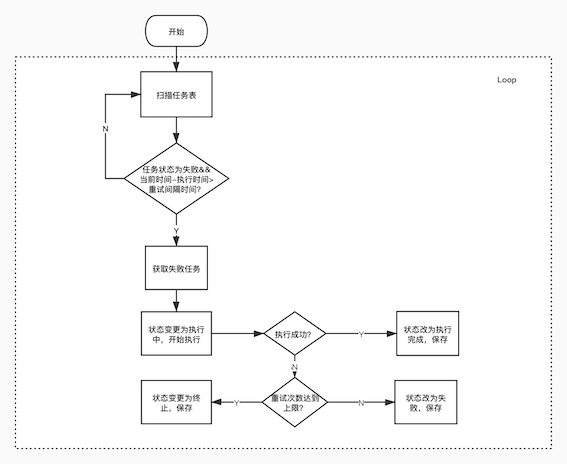 开始
Loop
扫描任务表
N
任务状态为失败&&
当前时间-执行时间>
重试间隔时间?
Y
获取失败任务
状态变更为执行
中，开始执行
执行成功?
Y
状态改为执行
完成，保存
N
状态变更为终
止，保存
Y
重试次数达到
上限?
N
状态改为失
败，保存